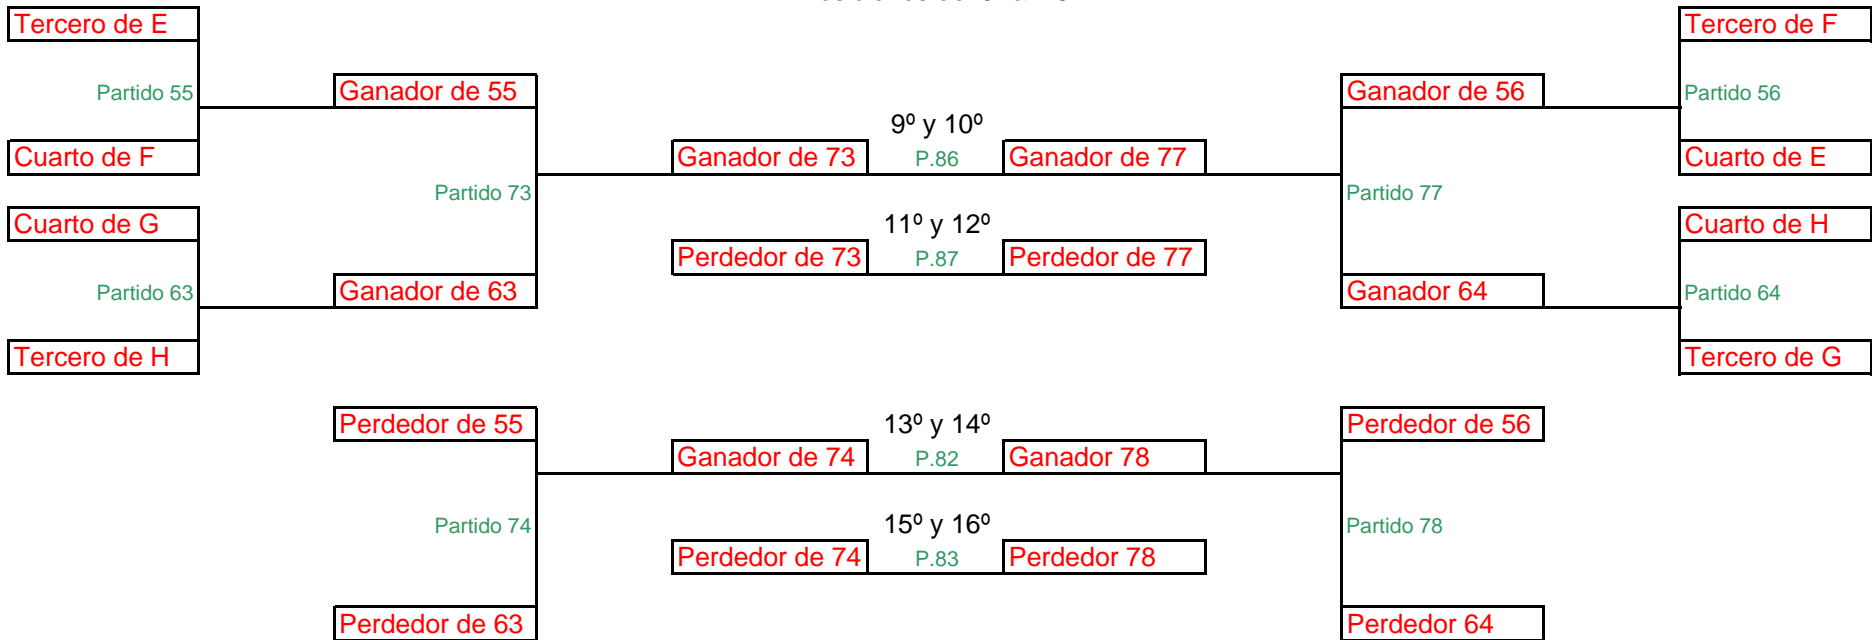 Tercero de E
Tercero de F
Partido 55
Ganador de 55
Ganador de 56
Partido 56
9º y 10º
Cuarto de F
Ganador de 73
P.86
Ganador de 77
Cuarto de E
Partido 73
Partido 77
Cuarto de G
11º y 12º
Cuarto de H
Perdedor de 73
P.87
Perdedor de 77
Partido 63
Ganador de 63
Ganador 64
Partido 64
Tercero de H
Tercero de G
Perdedor de 55
13º y 14º
Perdedor de 56
Ganador de 74
P.82
Ganador 78
Partido 74
15º y 16º
Partido 78
Perdedor de 74
P.83
Perdedor 78
Perdedor de 63
Perdedor 64